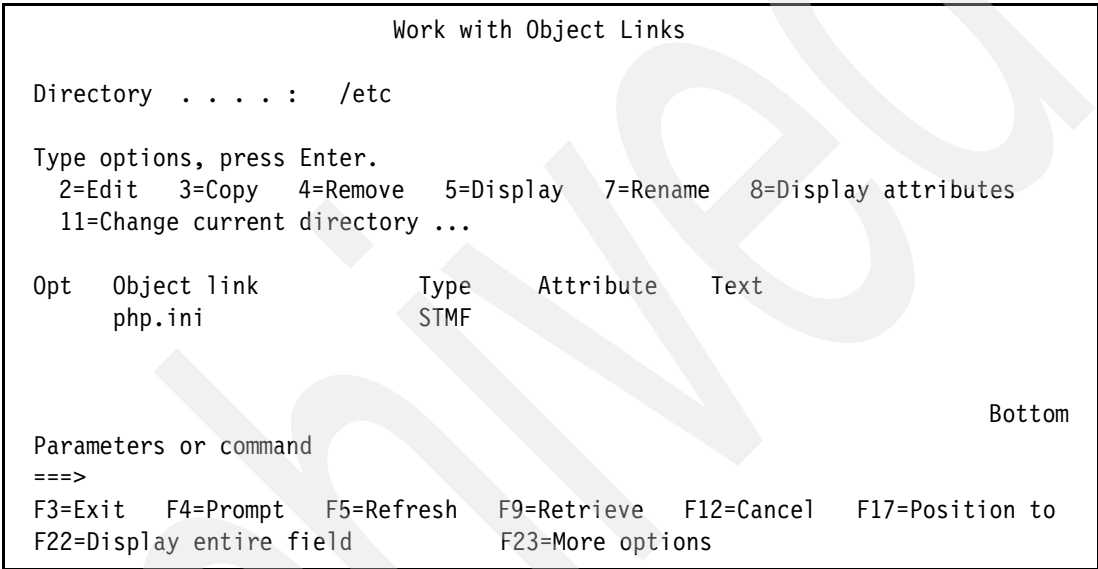 Work with Object Links
Directory . . . . : /etc
Type options, press Enter.
2=Edit 3=Copy 4=Remove 5=Display 7=Rename 8=Display attributes
11=Change current directory ...
Opt Object link Type Attribute Text
php.ini STMF
Bottom
Parameters or command
===>
F3=Exit F4=Prompt F5=Refresh F9=Retrieve F12=Cancel F17=Position to
F22=Display entire field F23=More options